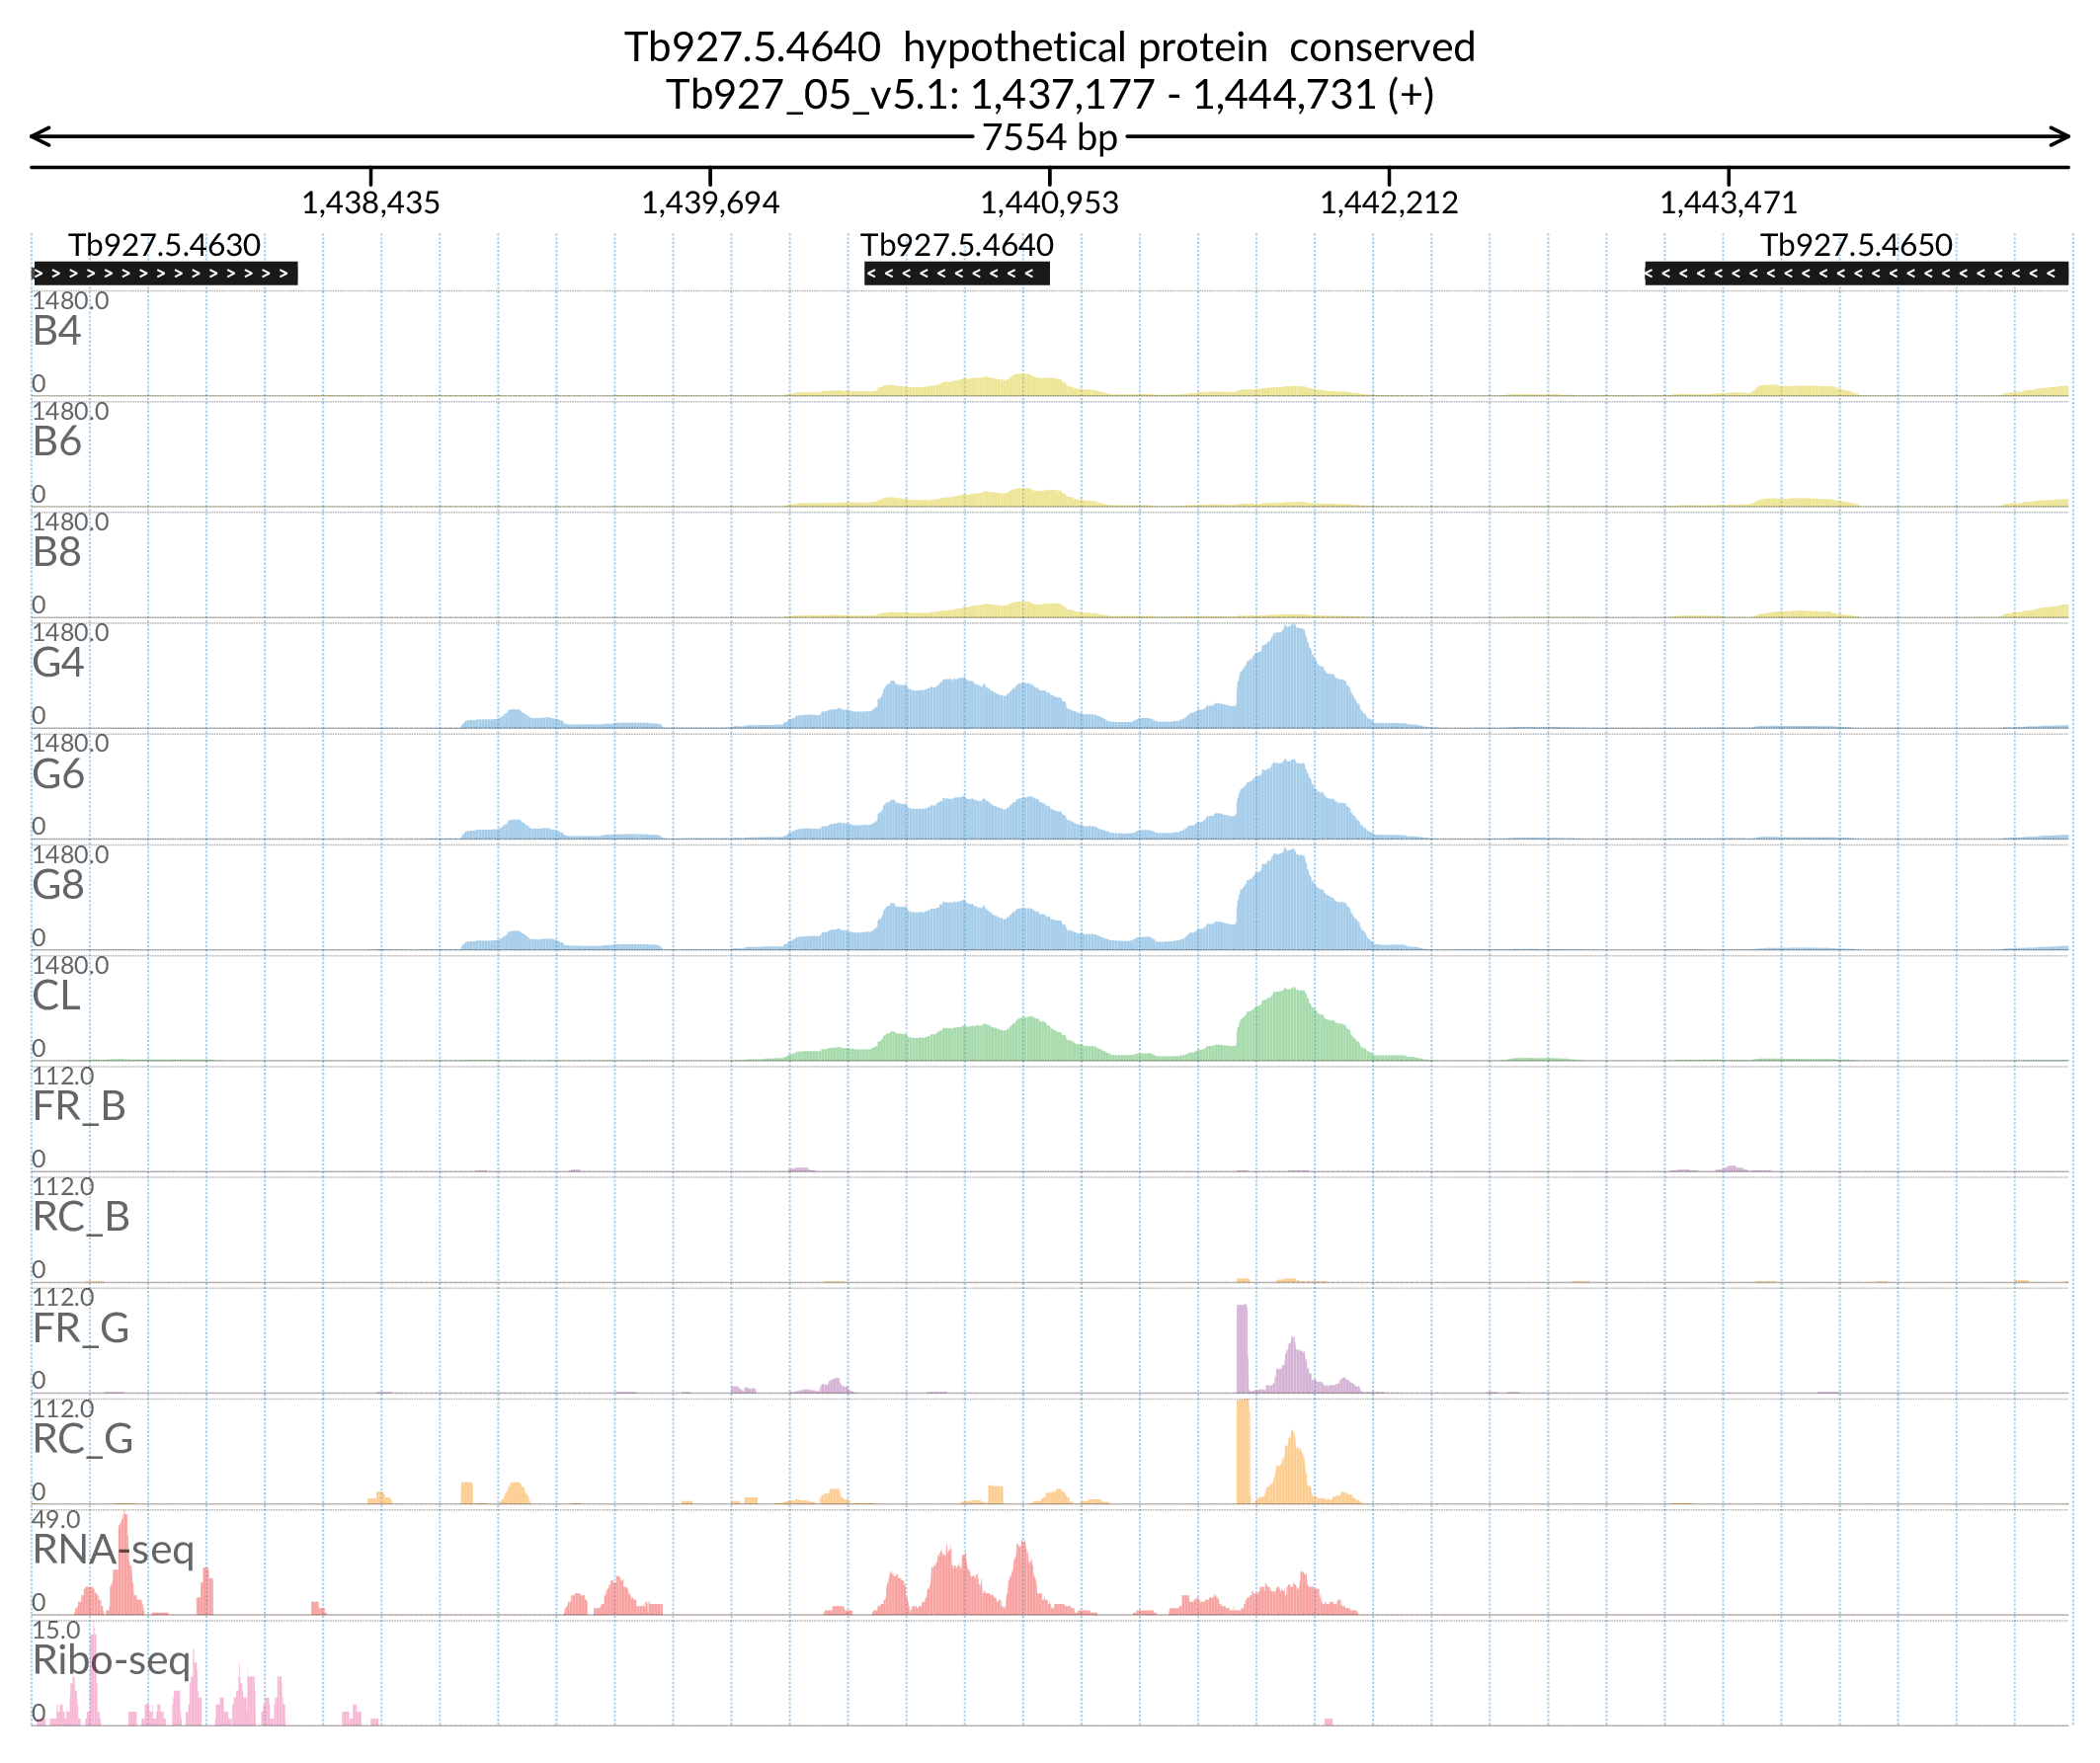 Tb927.5.4640  hypothetical protein  conserved
Tb927_05_v5.1: 1,437,177 - 1,444,731 (+)
7554 bp
1,438,435 1,439,694 1,440,953 1,442,212 1,443,471
Tb927.5.4630 Tb927.5.4640 Tb927.5.4650
1480.0
B4
0
1480.0
B6
0
1480.0
B8
0
1480.0
G4
0
1480.0
G6
0
1480.0
G8
0
1480.0
CL
0
112.0
FR_B
0
112.0
RC_B
0
112.0
FR_G
0
112.0
RC_G
0
49.0
RNA-seq
0
15.0
Ribo-seq
0